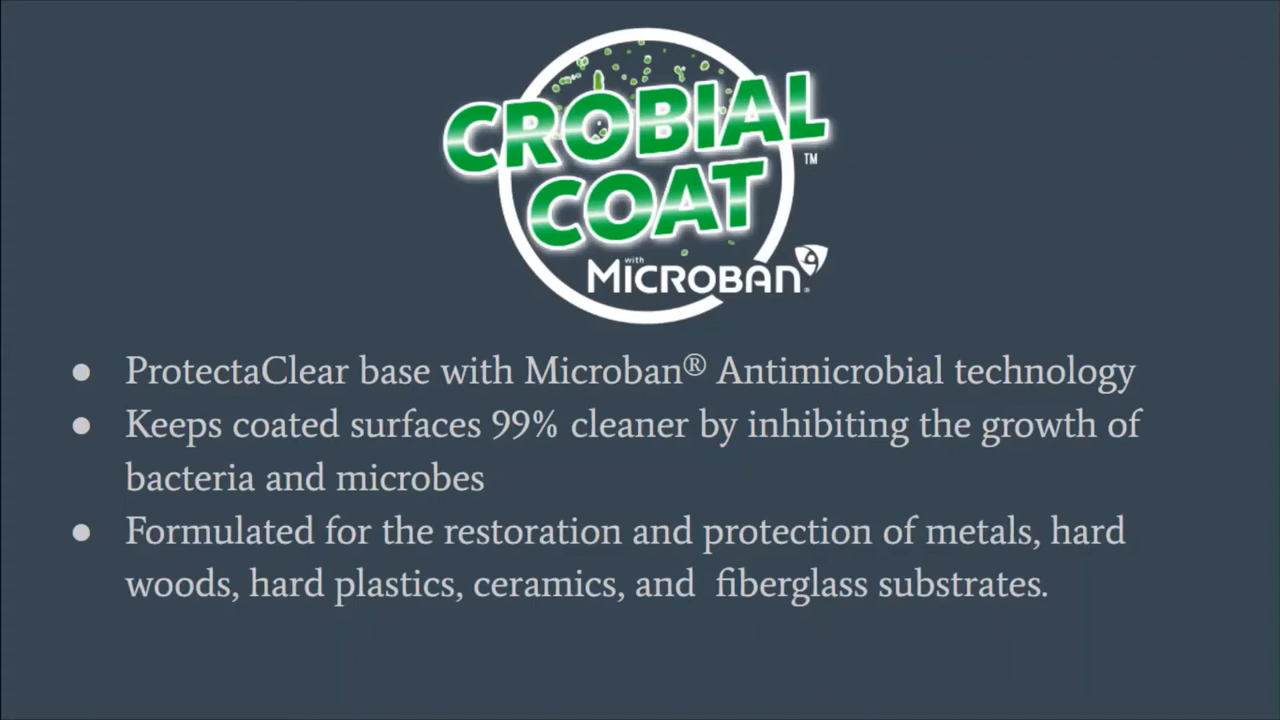 CROBIAL
COAT
™
with
MICROBAN®
● ProtectaClear base with Microban® Antimicrobial technology
● Keeps coated surfaces 99% cleaner by inhibiting the growth of
bacteria and microbes
● Formulated for the restoration and protection of metals, hard
woods, hard plastics, ceramics, and  fiberglass substrates.